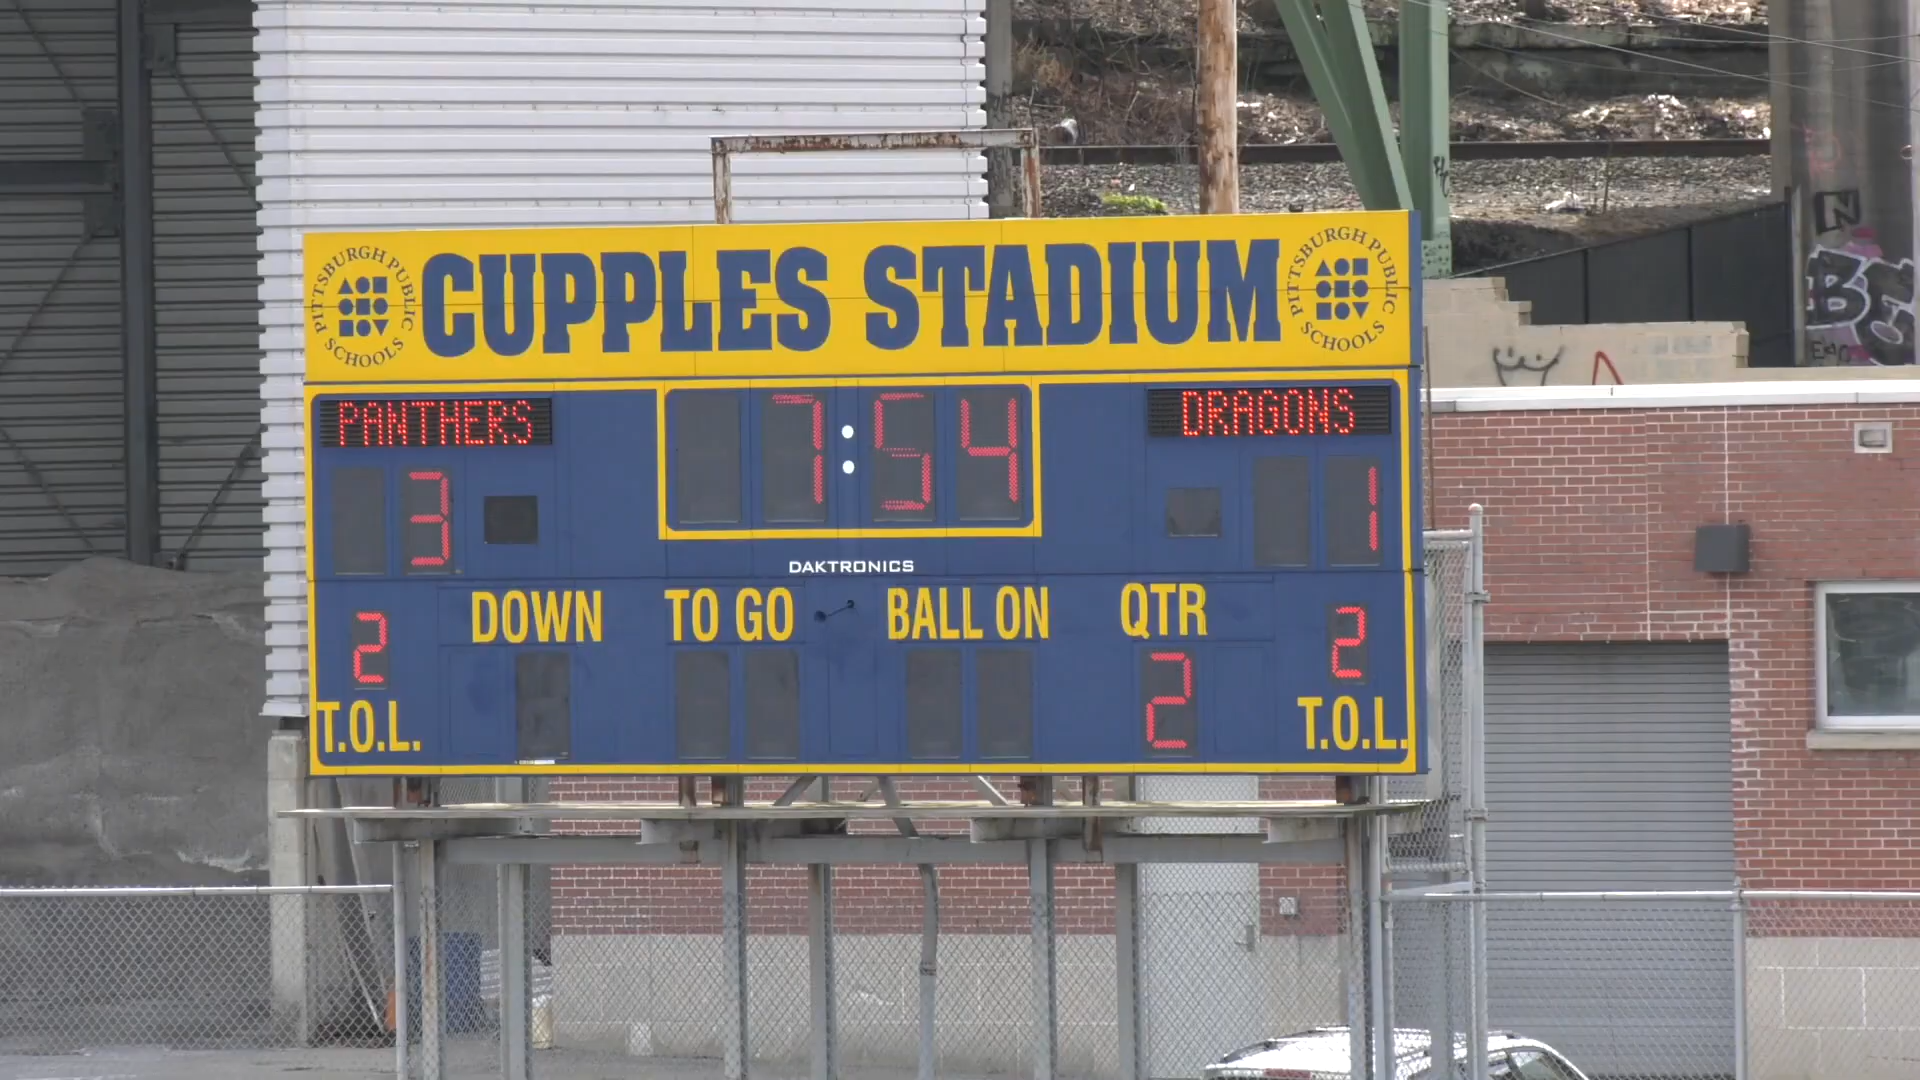 PITTSBURGH PUBLIC SCHOOLS
CUPPLES STADIUM
PITTSBURGH PUBLIC SCHOOLS
PANTHERS
7:54
DRAGONS
3
1
DAKTRONICS
DOWN
TO GO
BALL ON
QTR
2
2
2
T.O.L.
T.O.L.
N